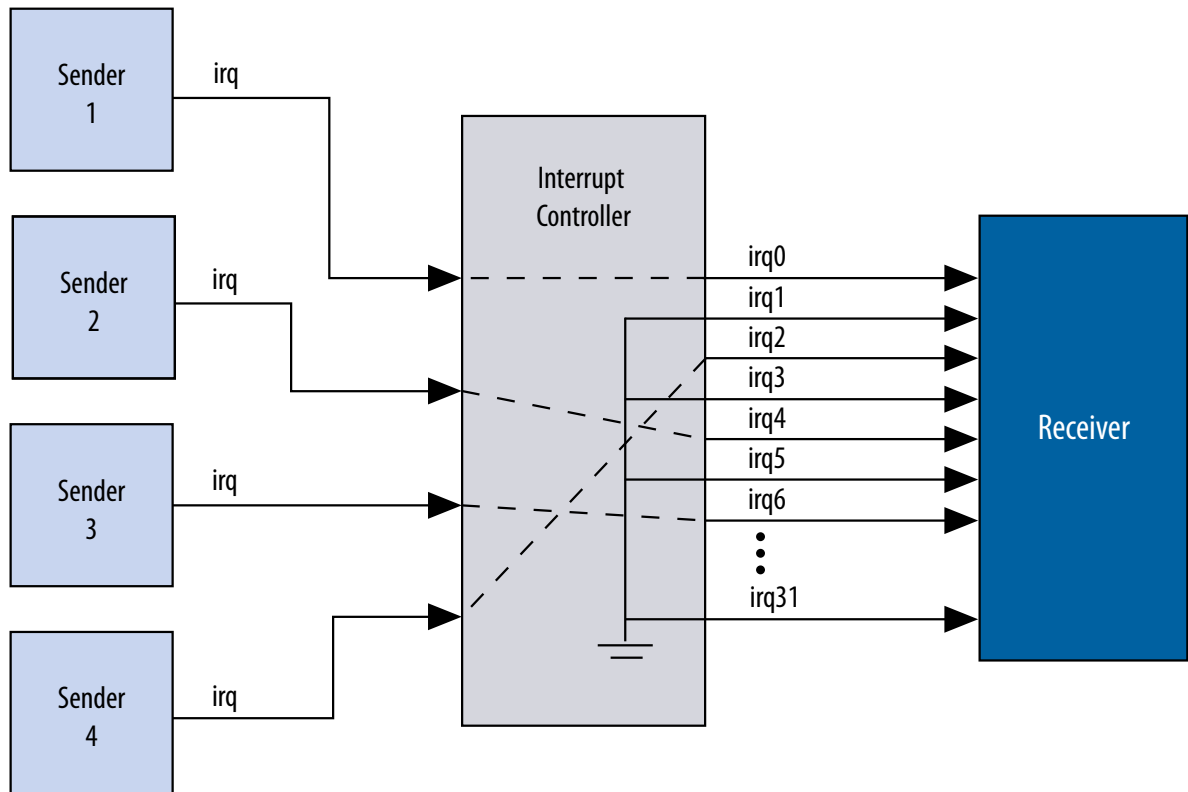 Sender
1
irq
Sender
2
irq
Sender
3
irq
Sender
4
irq
Interrupt
Controller
irq0
irq1
irq2
irq3
irq4
irq5
irq6
irq31
Receiver